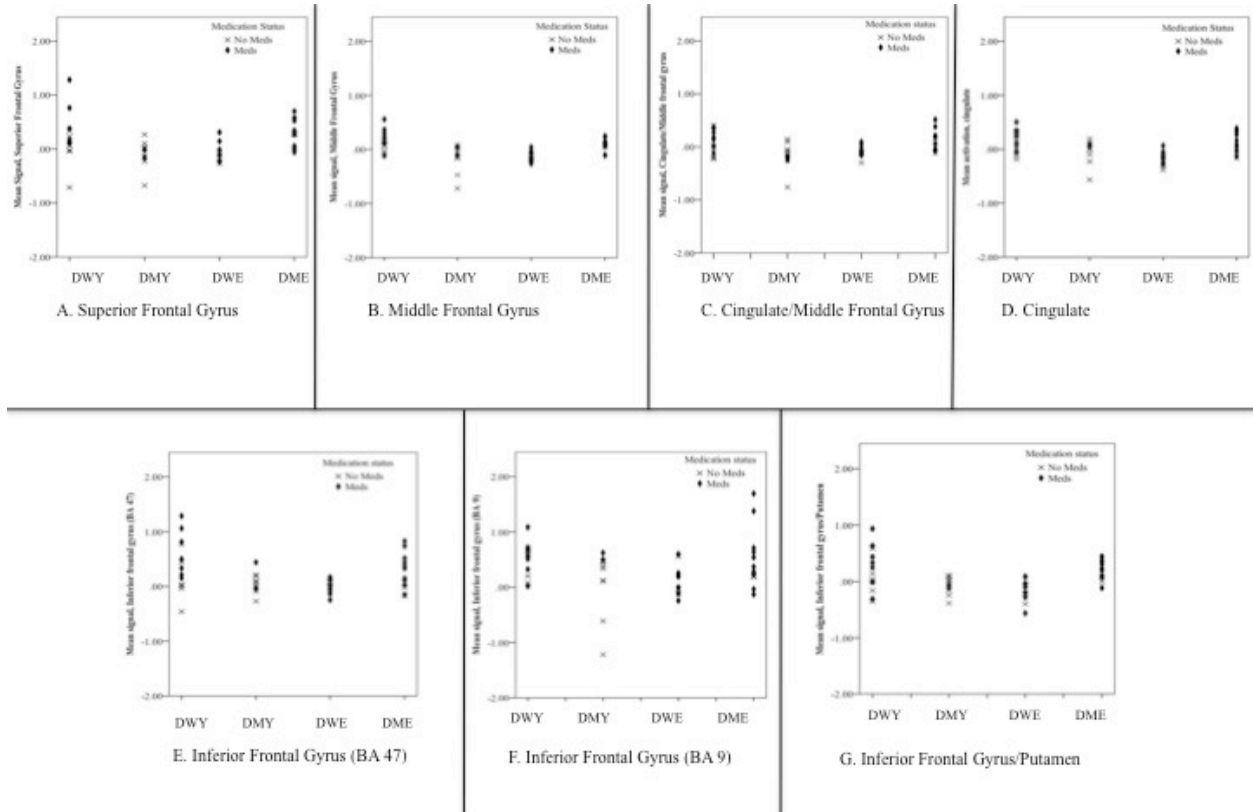 Medication Status
× No Meds
♦ Meds
Mean Signal, Superior Frontal Gyrus
2.00
1.00
.00
-1.00
-2.00
DWY DMY DWE DME
A. Superior Frontal Gyrus
Medication Status
× No Meds
♦ Meds
Mean signal, Middle Frontal Gyrus
2.00
1.00
.00
-1.00
-2.00
DWY DMY DWE DME
B. Middle Frontal Gyrus
Medication status
× No Meds
♦ Meds
Mean signal, Cingulate/Middle frontal gyrus
2.00
1.00
.00
-1.00
-2.00
DWY DMY DWE DME
C. Cingulate/Middle Frontal Gyrus
Medication status
× No Meds
♦ Meds
Mean activation, cingulate
2.00
1.00
.00
-1.00
-2.00
DWY DMY DWE DME
D. Cingulate
Medication status
× No Meds
♦ Meds
Mean signal, Inferior frontal gyrus (BA 47)
2.00
1.00
.00
-1.00
-2.00
DWY DMY DWE DME
E. Inferior Frontal Gyrus (BA 47)
Medication status
× No Meds
♦ Meds
Mean signal, Inferior frontal gyrus (BA 9)
2.00
1.00
.00
-1.00
-2.00
DWY DMY DWE DME
F. Inferior Frontal Gyrus (BA 9)
Medication status
× No Meds
♦ Meds
Mean signal, Inferior frontal gyrus/Putamen
2.00
1.00
.00
-1.00
-2.00
DWY DMY DWE DME
G. Inferior Frontal Gyrus/Putamen